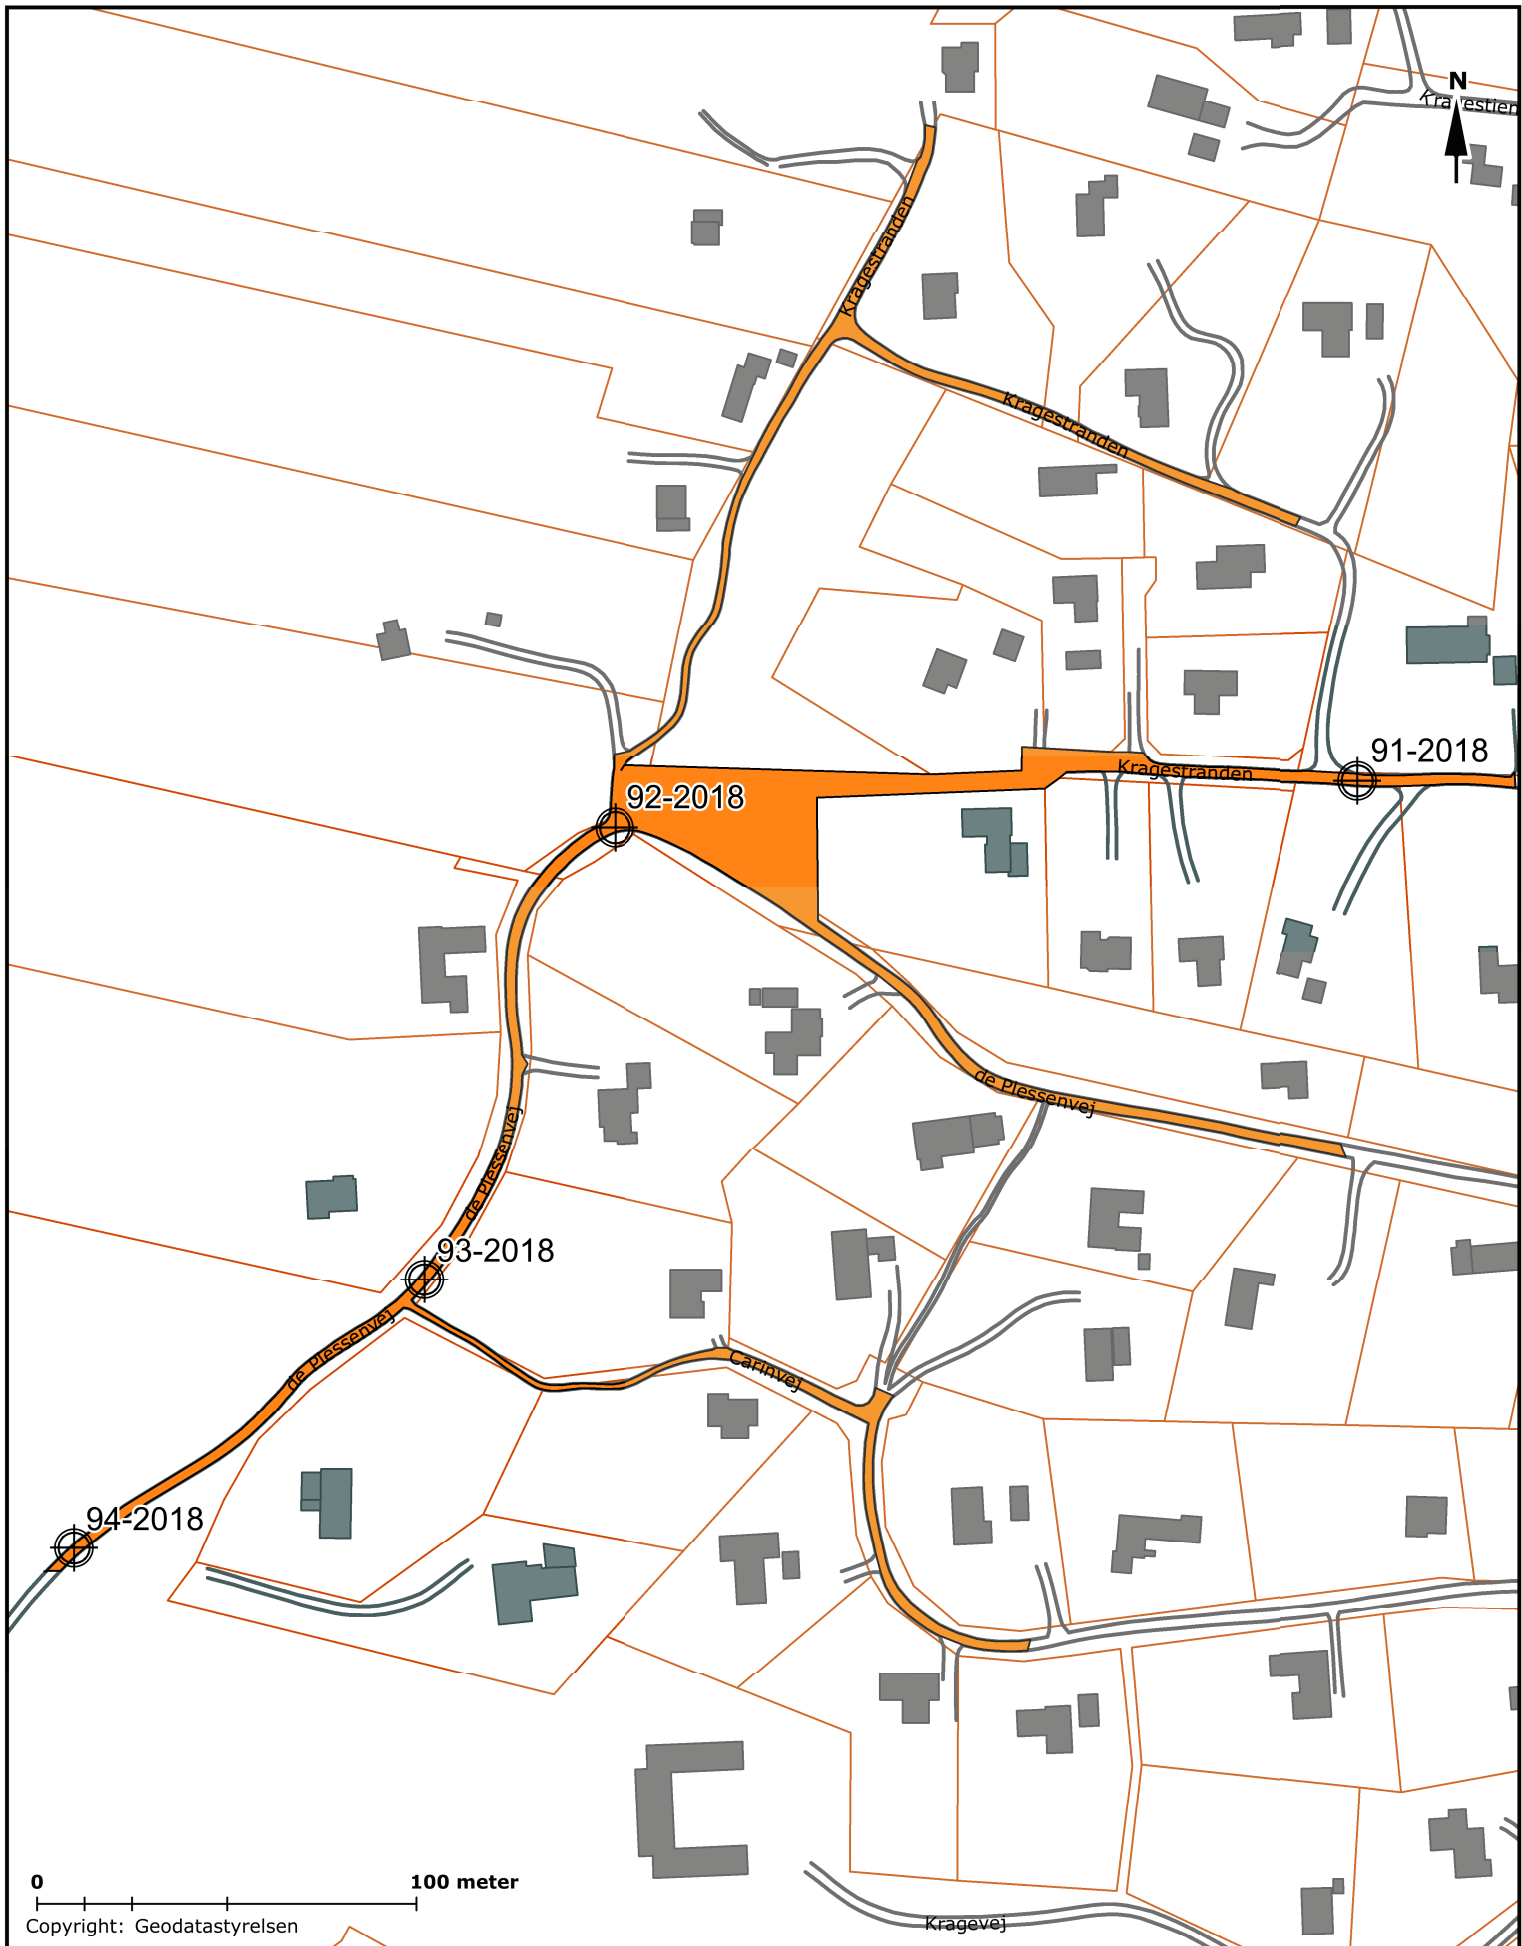 N
Kragestien
Kragestranden
Kragestranden
91-2018
Kragestranden
92-2018
de Plessenvej
de Plessenvej
93-2018
de Plessenvej
Carinvej
94-2018
0 100 meter
Copyright: Geodatastyrelsen
Kragevej